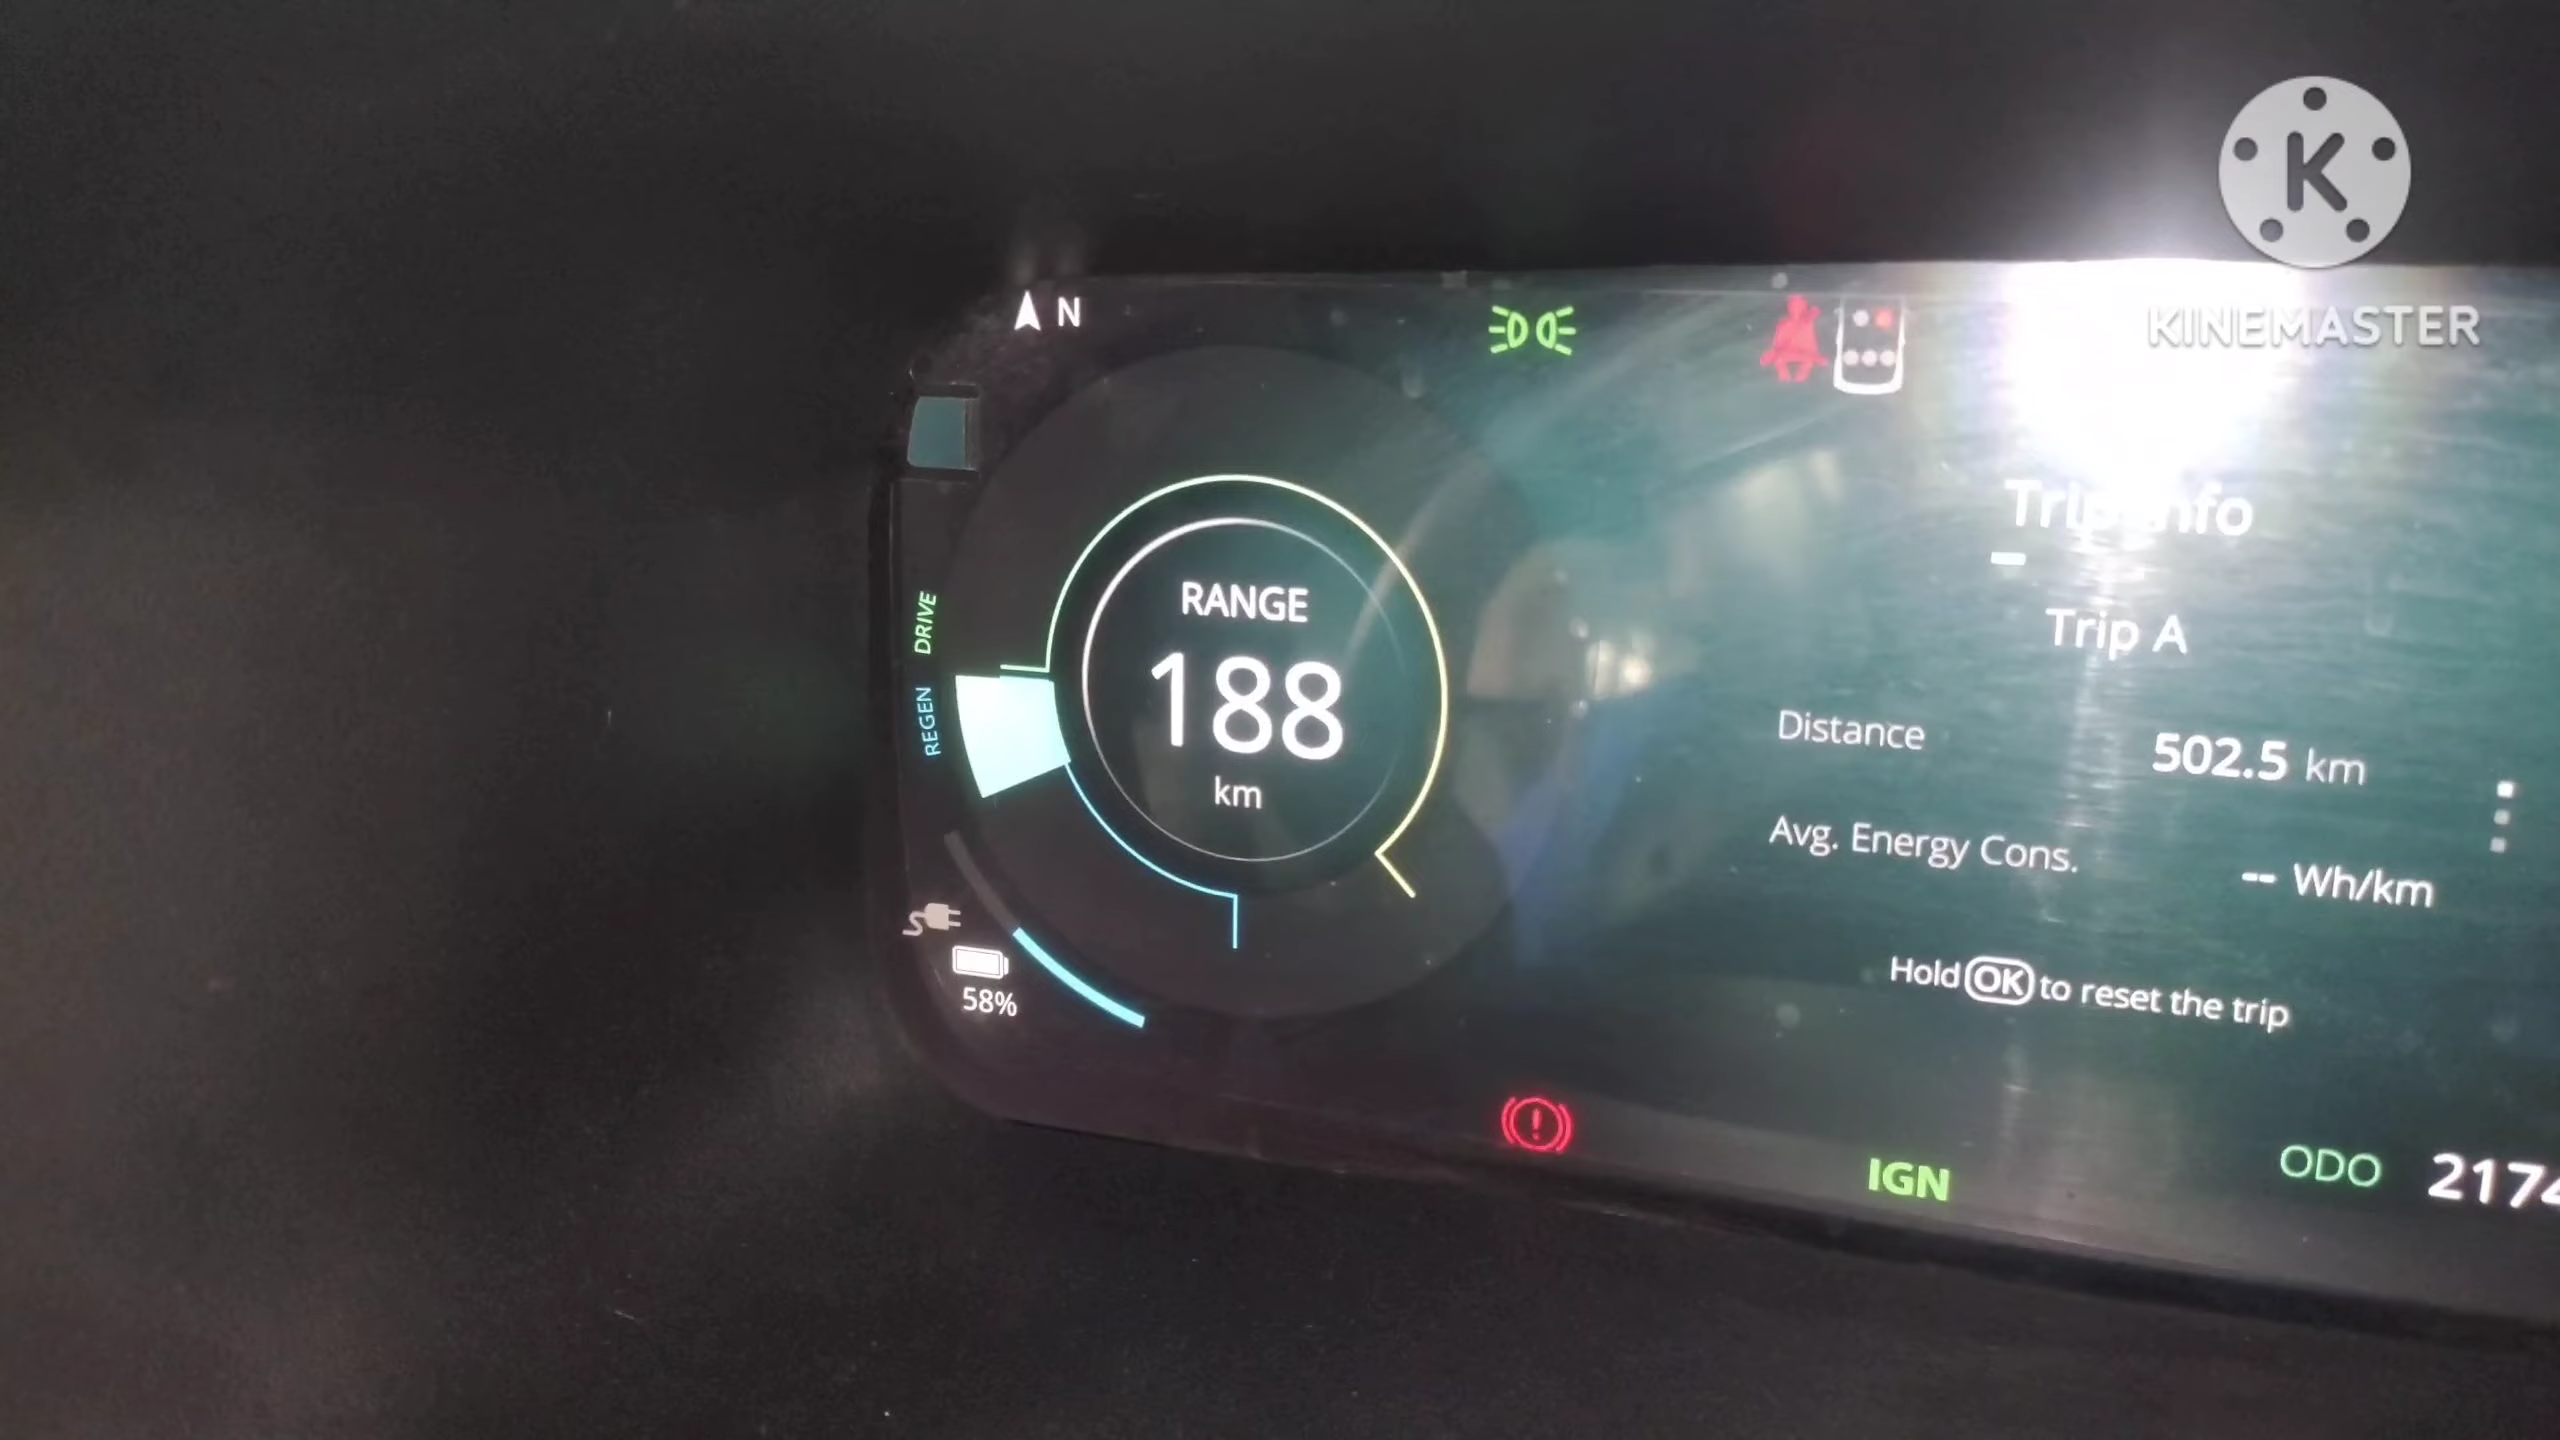 N
K
KINEMASTER
Trip Info
Trip A
RANGE
188
km
DRIVE
REGEN
Distance 502.5 km
Avg. Energy Cons. -- Wh/km
Hold OK to reset the trip
58%
IGN
ODO 2174